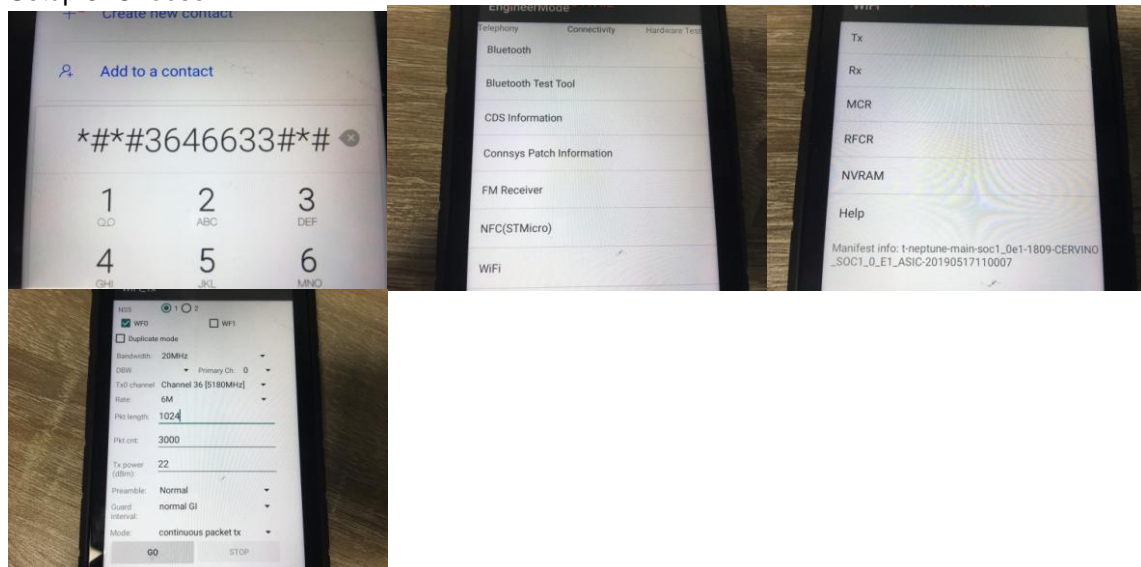 Create new contact
Add to a contact
*#*#3646633#*#
1 2 3
QO ABC DEF
4 5 6
GHI JKL MNO
EngineerMode
Telephony Connectivity Hardware Test
Bluetooth
Bluetooth Test Tool
CDS Information
Connsys Patch Information
FM Receiver
NFC(STMicro)
WiFi
WiFi
Tx
Rx
MCR
RFCR
NVRAM
Help
Manifest info: t-neptune-main-soc1_0e1-1809-CERVINO
_SOC1_0_E1_ASIC-20190517110007
NSS: 1 2
WF0 WF1
Duplicate mode
Bandwidth: 20MHz
DBW: Primary Ch: 0
Tx0 channel Channel 36 [5180MHz]
Rate: 6M
Pkt length: 1024
Pkt cnt: 3000
Tx power 22
(dBm):
Preamble: Normal
Guard normal GI
interval:
Mode: continuous packet tx
GO STOP